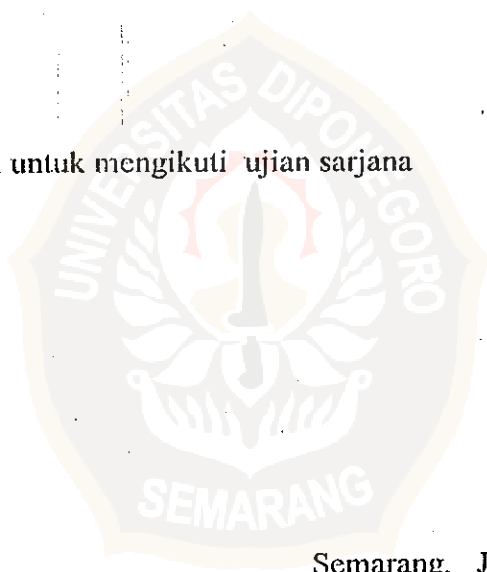 untuk mengikuti ujian sarjana
UNIVERSITAS DIPONEGORO
SEMARANG
Semarang, J